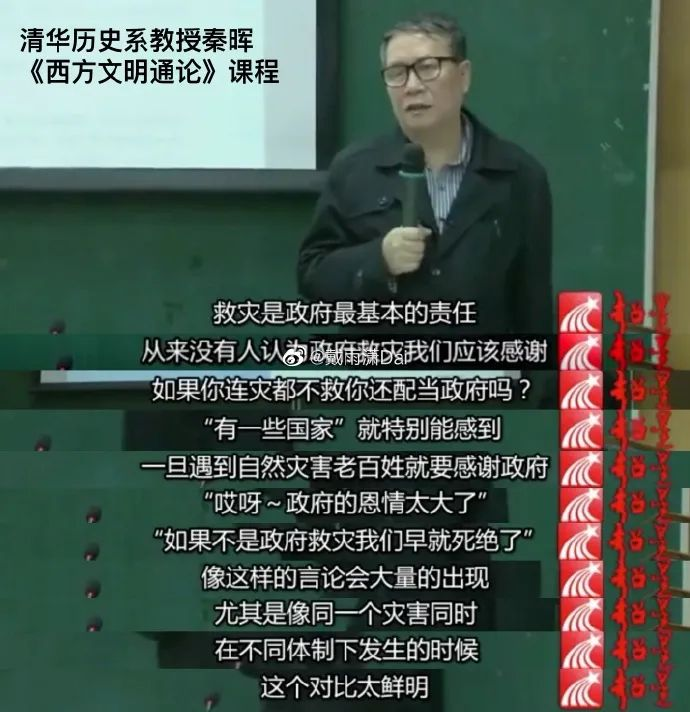 清华历史系教授秦晖
《西方文明通论》课程
救灾是政府最基本的责任
从来没有人认为政府救灾我们应该感谢
@戴雨潇Dai
如果你连灾都不救你还配当政府吗？
“有一些国家”就特别能感到
一旦遇到自然灾害老百姓就要感谢政府
“哎呀～政府的恩情太大了”
“如果不是政府救灾我们早就死绝了”
像这样的言论会大量的出现
尤其是像同一个灾害同时
在不同体制下发生的时候
这个对比太鲜明